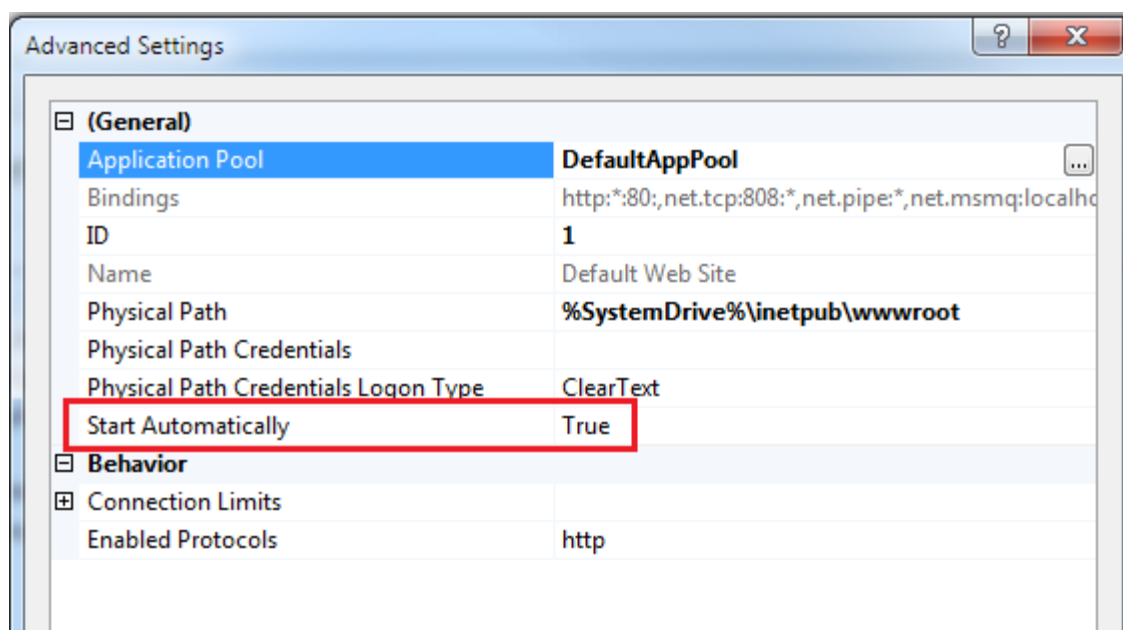 Advanced Settings
(General)
Application Pool DefaultAppPool ...
Bindings http:*:80:,net.tcp:808:*,net.pipe:*,net.msmq:localhc
ID 1
Name Default Web Site
Physical Path %SystemDrive%\inetpub\wwwroot
Physical Path Credentials
Physical Path Credentials Logon Type ClearText
Start Automatically True
Behavior
Connection Limits
Enabled Protocols http